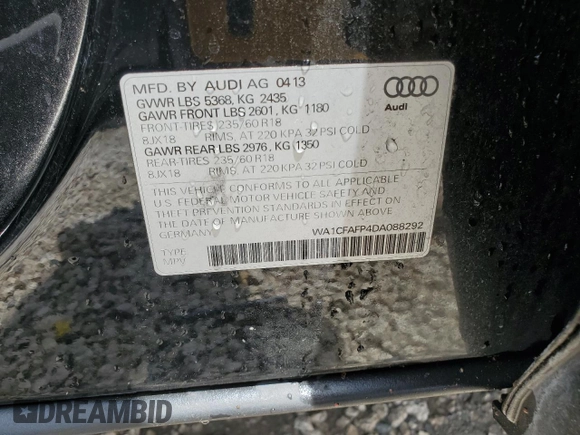 MFD. BY AUDI AG 0413
GVWR LBS 5368, KG 2435
GAWR FRONT LBS 2601, KG 1180
FRONT-TIRES 235/60 R18
8JX18 RIMS, AT 220 KPA 32 PSI COLD
GAWR REAR LBS 2976, KG 1350
REAR-TIRES 235/60 R18
8JX18 RIMS, AT 220 KPA 32 PSI COLD
THIS VEHICLE CONFORMS TO ALL APPLICABLE
U.S. FEDERAL MOTOR VEHICLE SAFETY AND
THEFT PREVENTION STANDARDS IN EFFECT ON
THE DATE OF MANUFACTURE SHOWN ABOVE
GERMANY
WA1CFAFP4DA088292
TYPE
MPV
Audi
DREAMBID